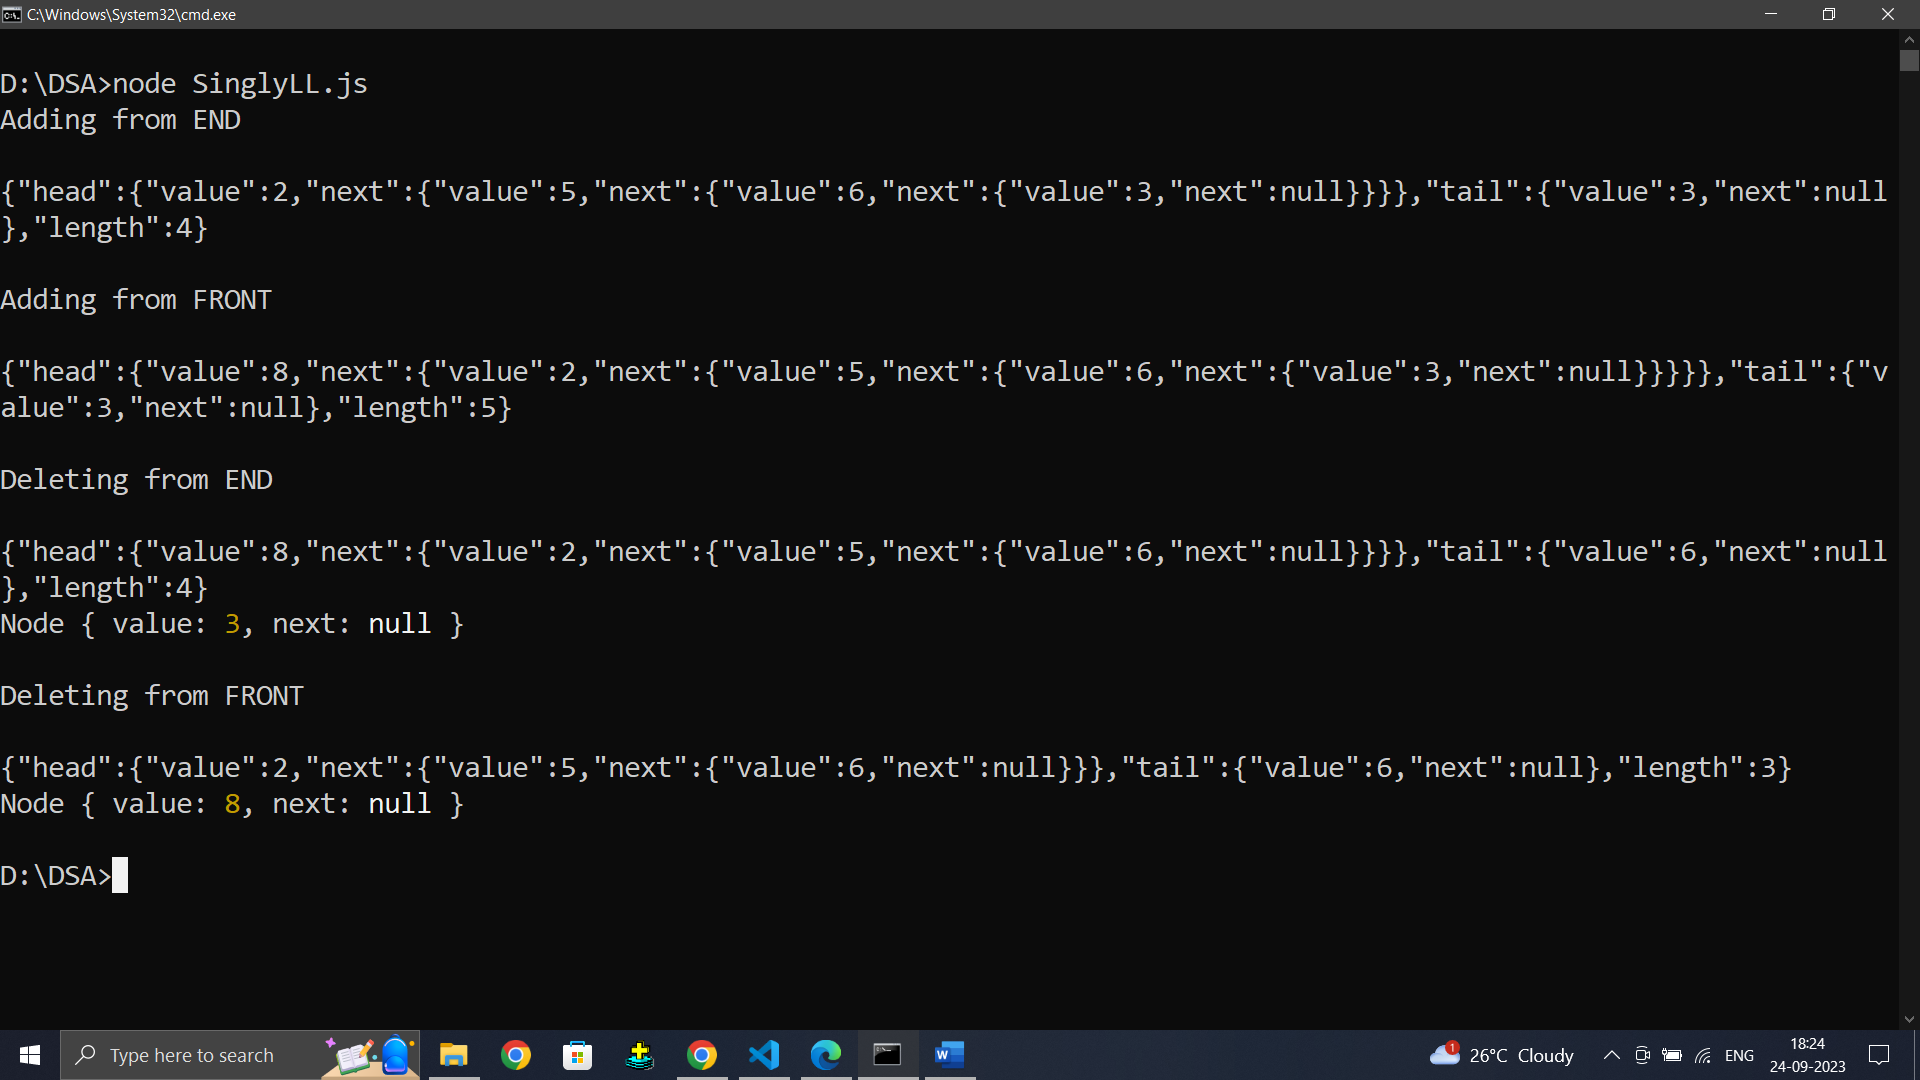 C:\Windows\System32\cmd.exe
D:\DSA>node SinglyLL.js
Adding from END
{"head":{"value":2,"next":{"value":5,"next":{"value":6,"next":{"value":3,"next":null}}}},"tail":{"value":3,"next":null
},"length":4}
Adding from FRONT
{"head":{"value":8,"next":{"value":2,"next":{"value":5,"next":{"value":6,"next":{"value":3,"next":null}}}}},"tail":{"v
alue":3,"next":null},"length":5}
Deleting from END
{"head":{"value":8,"next":{"value":2,"next":{"value":5,"next":{"value":6,"next":null}}}},"tail":{"value":6,"next":null
},"length":4}
Node { value: 3, next: null }
Deleting from FRONT
{"head":{"value":2,"next":{"value":5,"next":{"value":6,"next":null}}},"tail":{"value":6,"next":null},"length":3}
Node { value: 8, next: null }
D:\DSA>
Type here to search
W
1
26°C Cloudy
ENG
18:24
24-09-2023